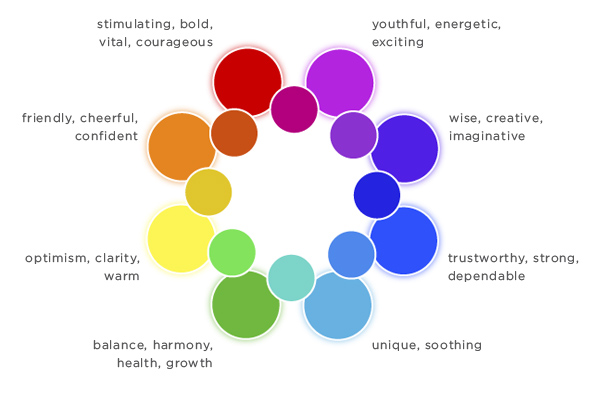 stimulating, bold,
vital, courageous
youthful, energetic,
exciting
friendly, cheerful,
confident
wise, creative,
imaginative
optimism, clarity,
warm
trustworthy, strong,
dependable
balance, harmony,
health, growth
unique, soothing